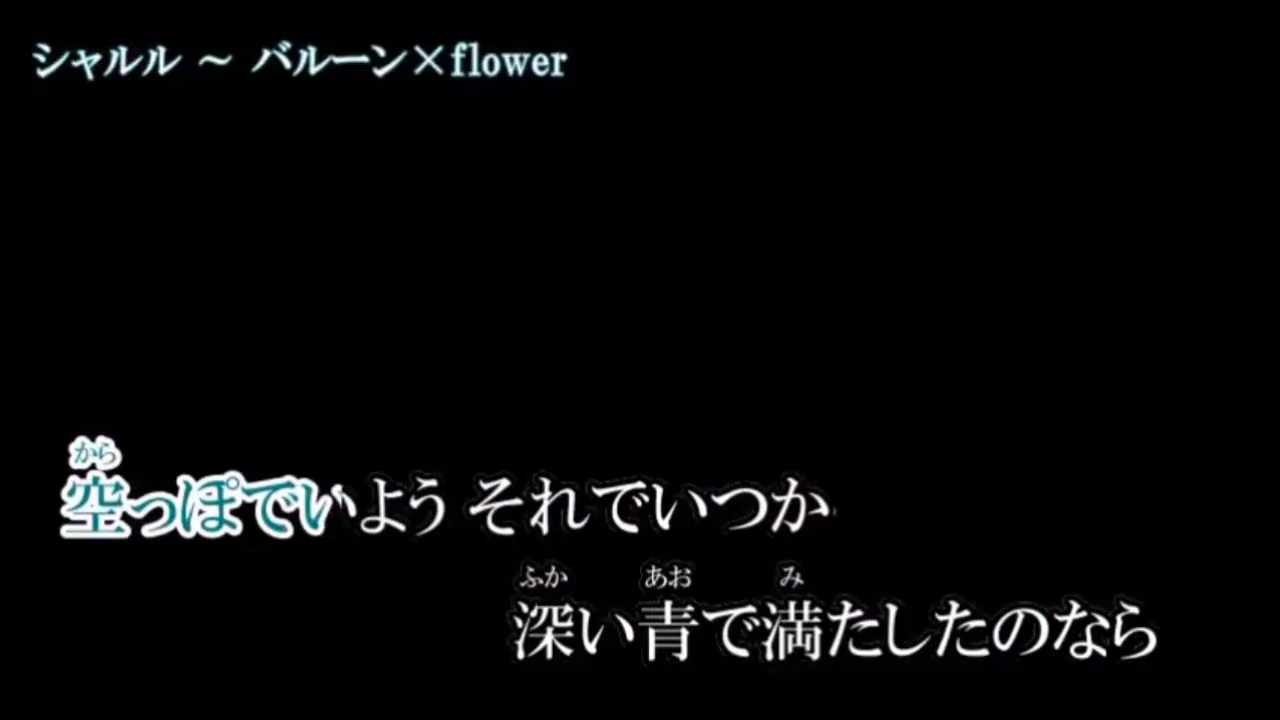 シャルル ～ バルーン×flower
から
空っぽでいよう それでいつか
ふか あお み
深い青で満たしたのなら